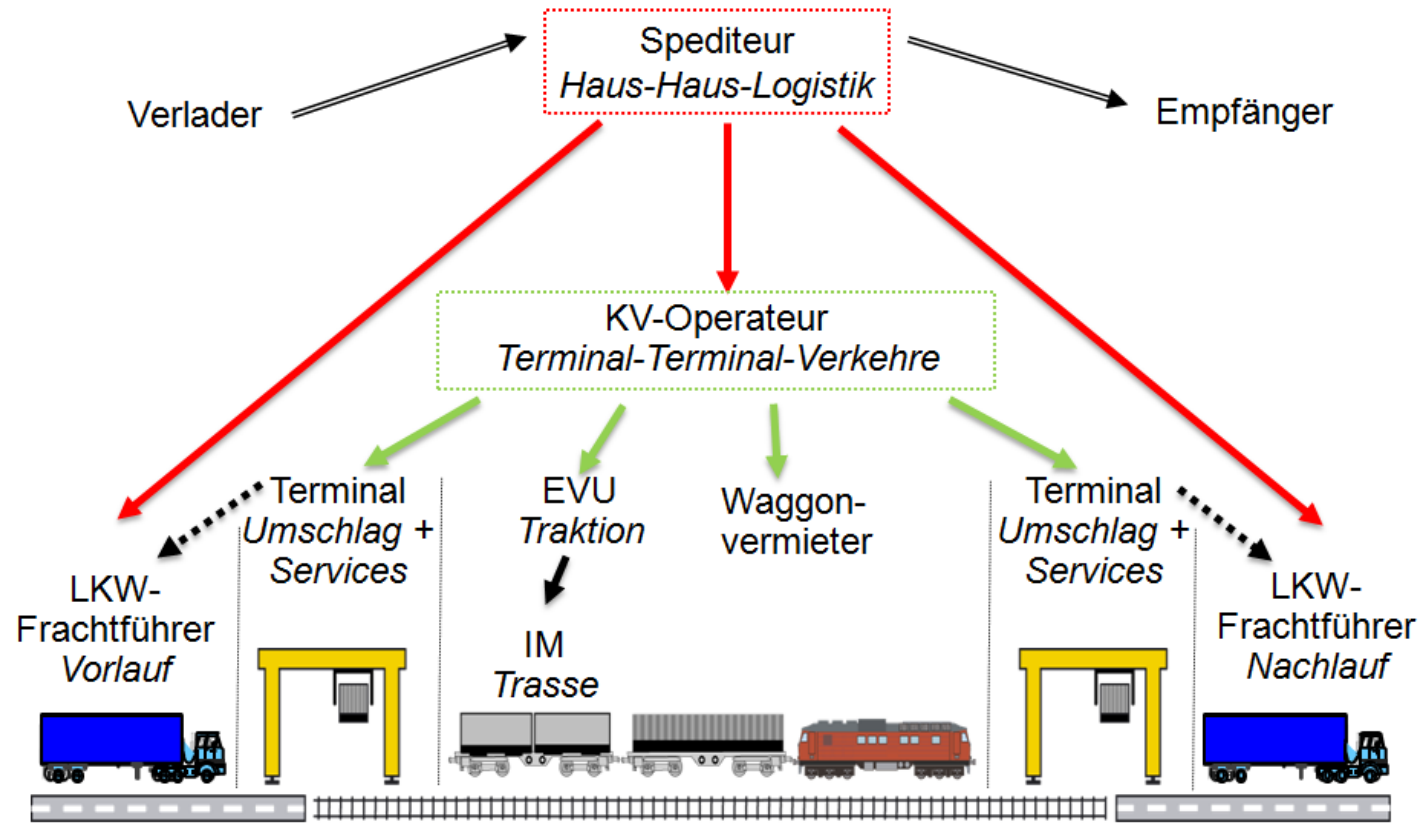 Spediteur
Haus-Haus-Logistik
Verlader
Empfänger
KV-Operateur
Terminal-Terminal-Verkehre
Terminal
Umschlag +
Services
EVU
Traktion
Waggon-
vermieter
Terminal
Umschlag +
Services
LKW-
Frachtführer
Vorlauf
IM
Trasse
LKW-
Frachtführer
Nachlauf